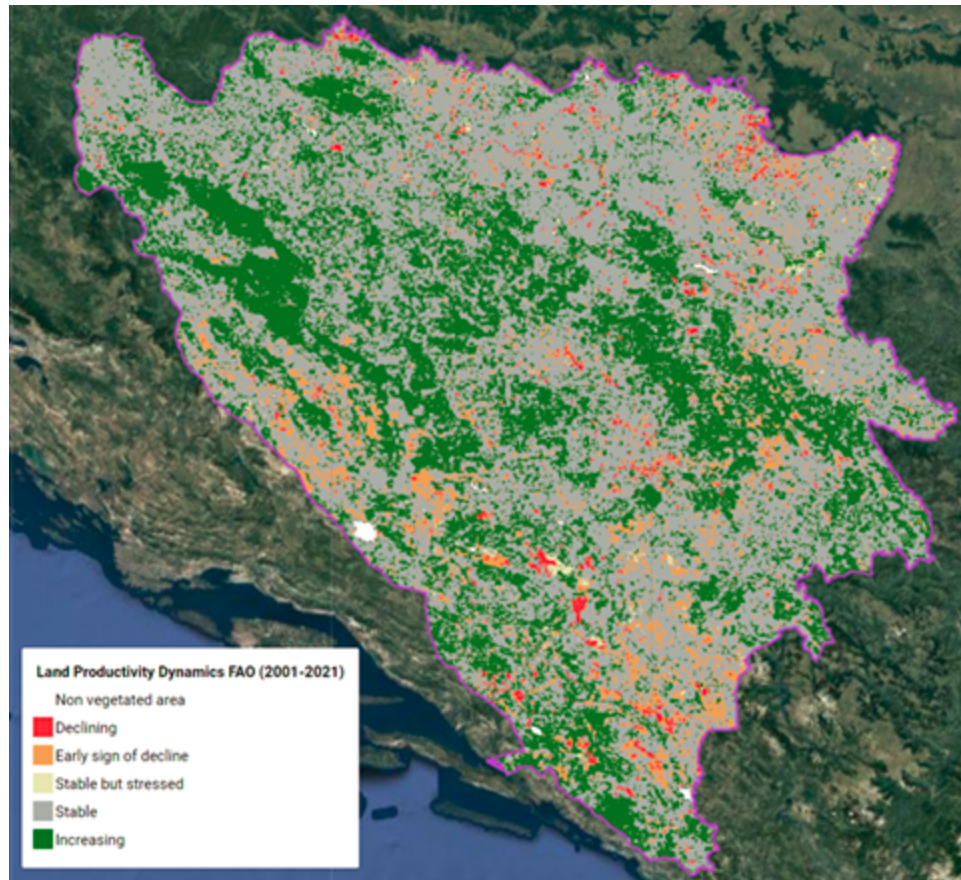 Land Productivity Dynamics FAO (2001-2021)
Non vegetated area
Declining
Early sign of decline
Stable but stressed
Stable
Increasing